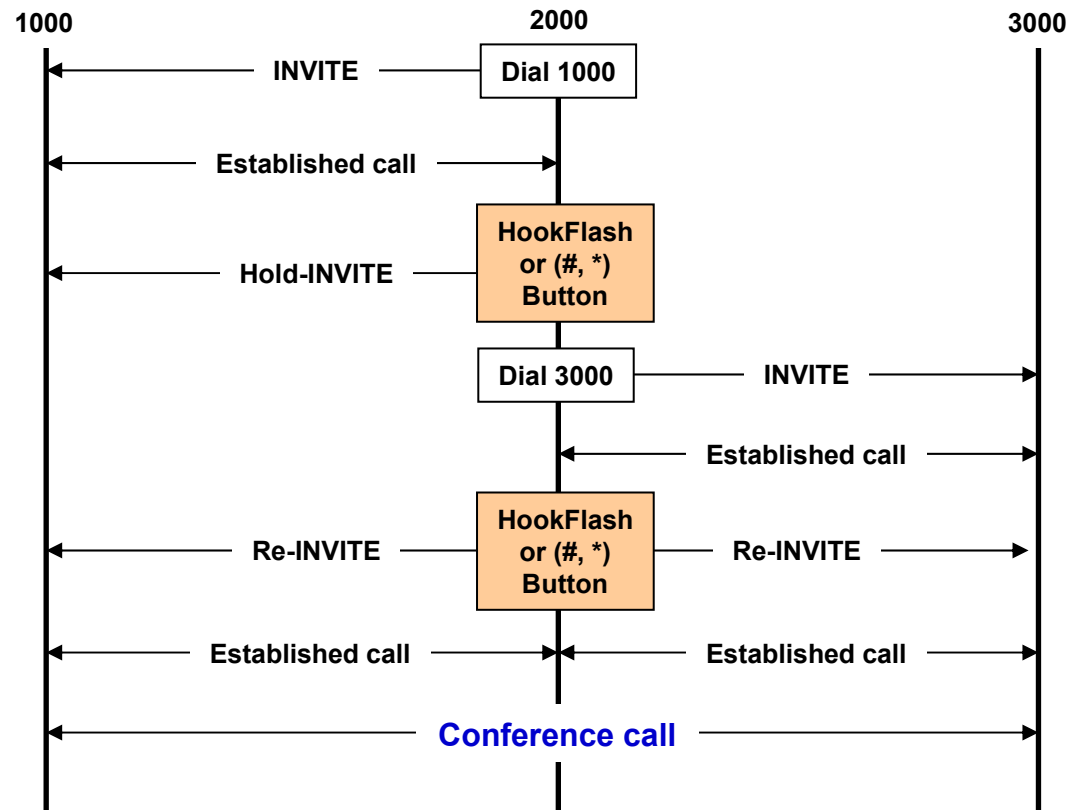 1000
2000
3000
INVITE
Dial 1000
Established call
HookFlash
or (#, *)
Button
Hold-INVITE
Dial 3000
INVITE
Established call
HookFlash
or (#, *)
Button
Re-INVITE
Re-INVITE
Established call
Established call
Conference call